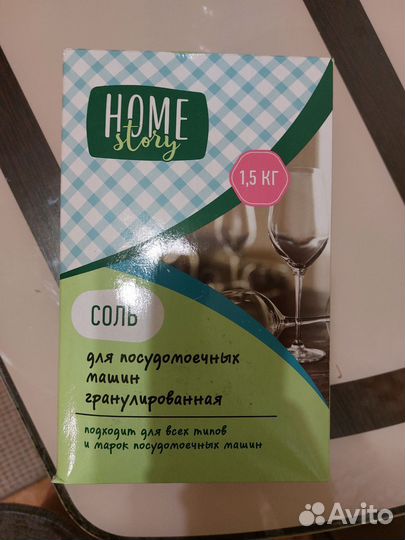 HOME
story
1,5 КГ
СОЛЬ
для посудомоечных
машин
гранулированная
подходит для всех типов
и марок посудомоечных машин
Avito